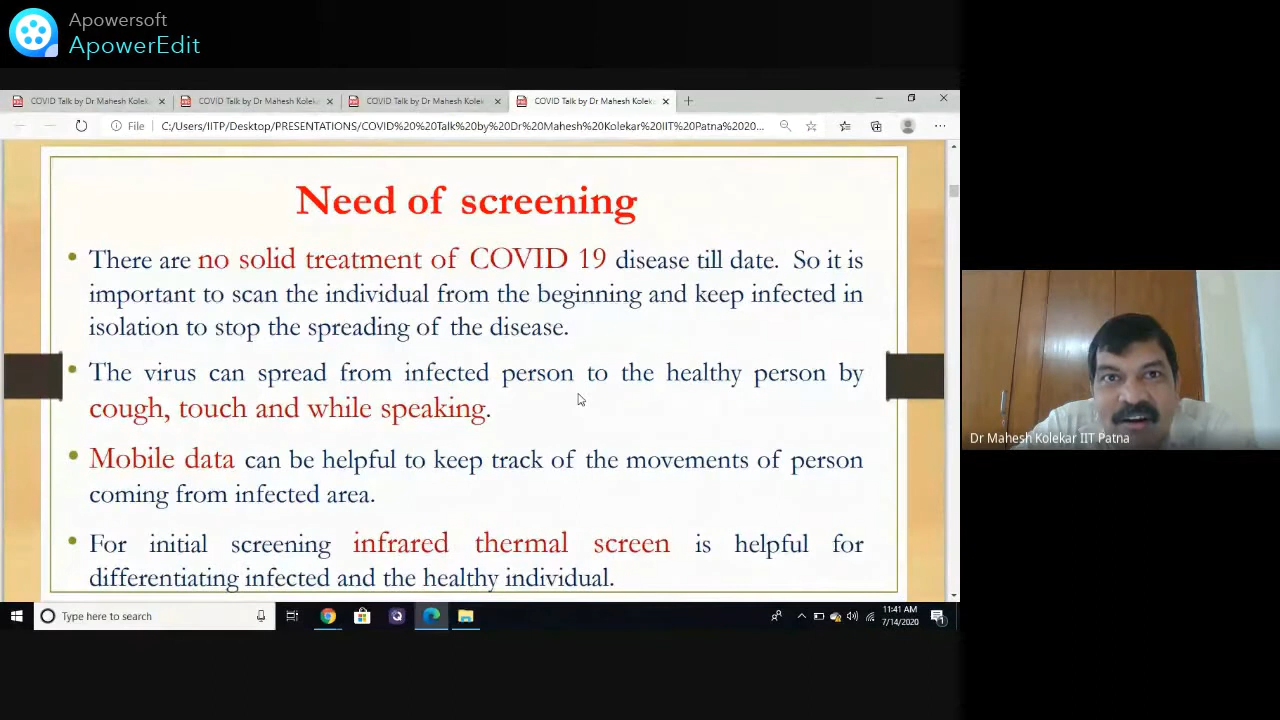 Apowersoft
ApowerEdit
COVID Talk by Dr Mahesh Kolek
COVID Talk by Dr Mahesh Kolek
COVID Talk by Dr Mahesh Kolek
COVID Talk by Dr Mahesh Kolek
File
C:/Users/IITP/Desktop/PRESENTATIONS/COVID%20%20Talk%20by%20Dr%20Mahesh%20Kolekar%20IIT%20Patna%2020...
Need of screening
• There are no solid treatment of COVID 19 disease till date. So it is
important to scan the individual from the beginning and keep infected in
isolation to stop the spreading of the disease.
• The virus can spread from infected person to the healthy person by
cough, touch and while speaking.
• Mobile data can be helpful to keep track of the movements of person
coming from infected area.
• For initial screening infrared thermal screen is helpful for
differentiating infected and the healthy individual.
Dr Mahesh Kolekar IIT Patna
Type here to search
11:41 AM
7/14/2020
1